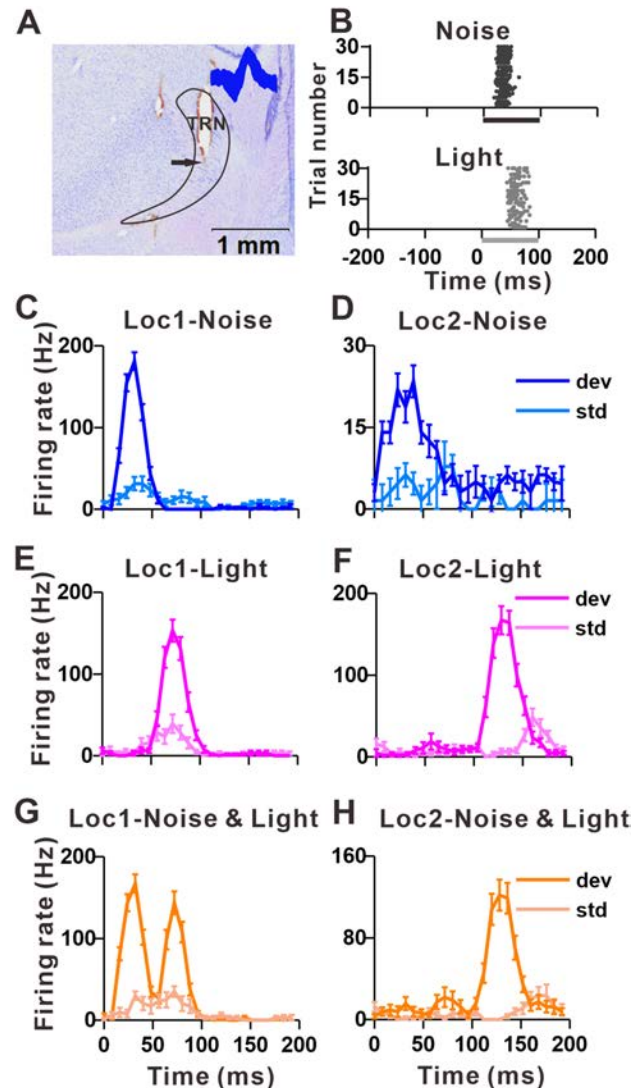 A
TRN
1 mm
B
Noise
30
15
0
Trial number
Light
30
15
0
-200 -100 0 100 200
Time (ms)
C
Loc1-Noise
Firing rate (Hz)
200
100
0
D
Loc2-Noise
30
15
0
dev
std
E
Loc1-Light
Firing rate (Hz)
200
100
0
0 100 200
F
Loc2-Light
200
100
0
dev
std
G
Loc1-Noise & Light
Firing rate (Hz)
200
100
0
0 50 100 150 200
Time (ms)
H
Loc2-Noise & Light
160
80
0
dev
std
0 50 100 150 200
Time (ms)